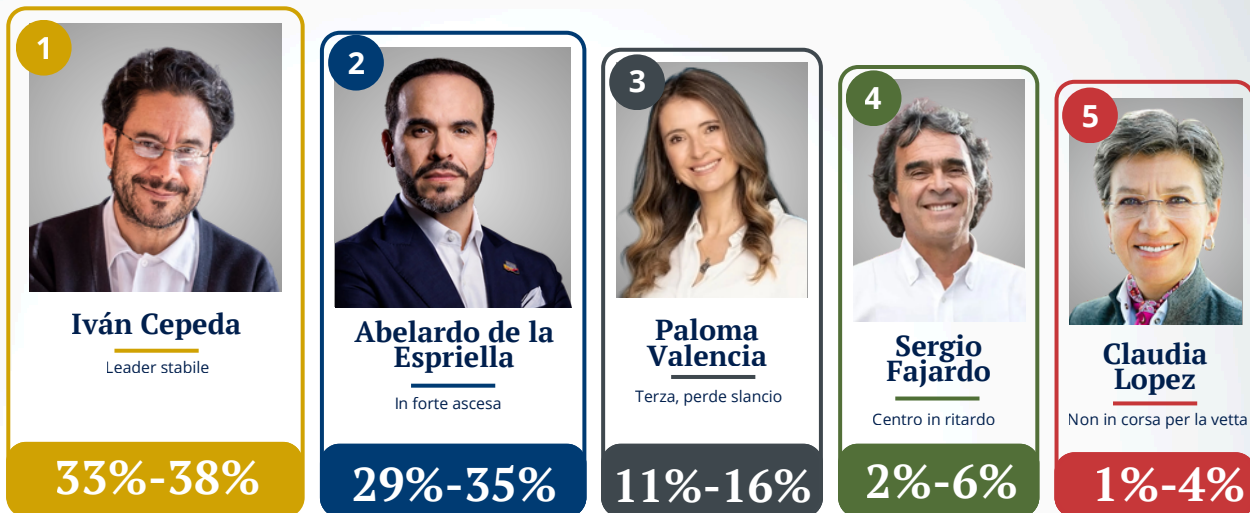 1
Iván Cepeda
Leader stabile
33%-38%
2
Abelardo de la
Espriella
In forte ascesa
29%-35%
3
Paloma
Valencia
Terza, perde slancio
11%-16%
4
Sergio
Fajardo
Centro in ritardo
2%-6%
5
Claudia
Lopez
Non in corsa per la vetta
1%-4%